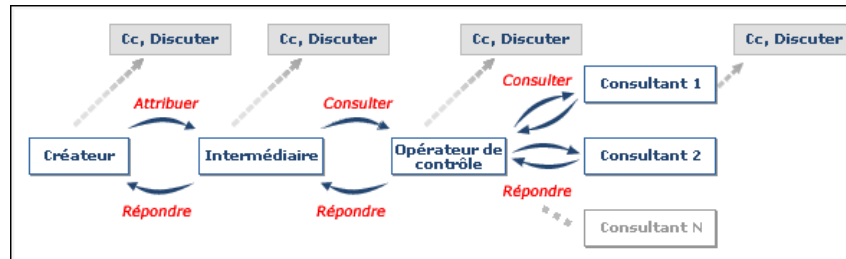 Cc, Discuter
Cc, Discuter
Cc, Discuter
Cc, Discuter
Consulter
Consultant 1
Attribuer
Consulter
Créateur
Intermédiaire
Opérateur de
contrôle
Consultant 2
Répondre
Répondre
Répondre
Consultant N